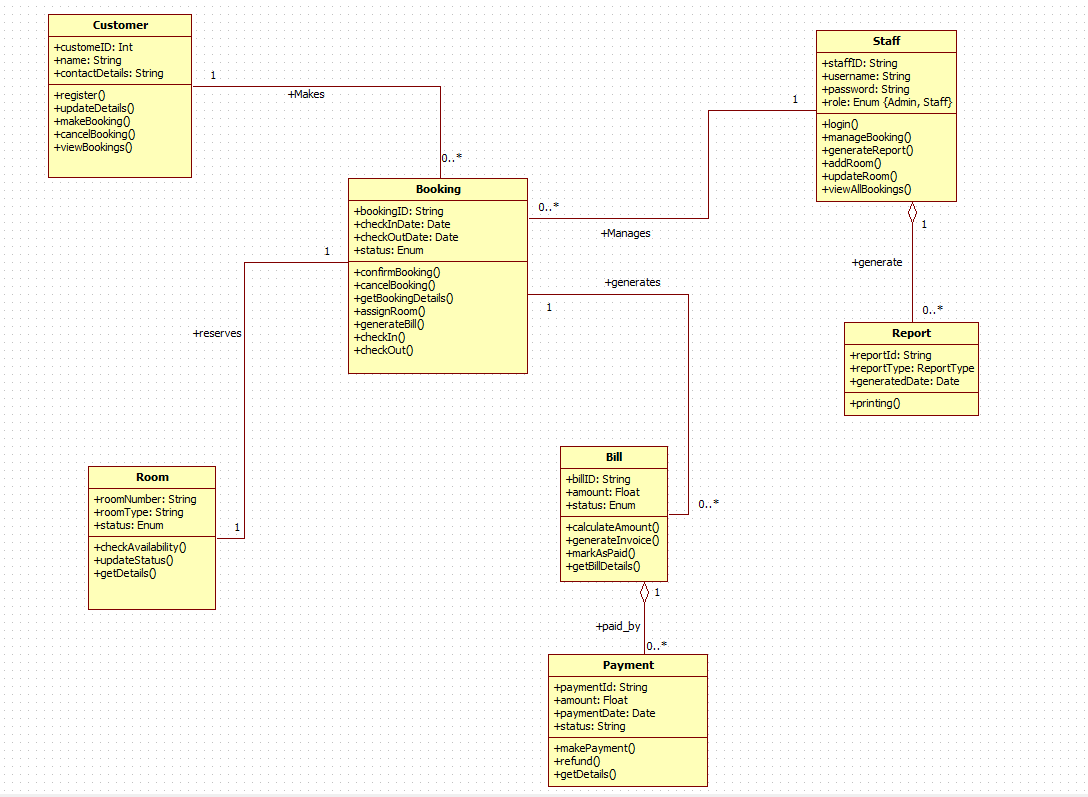 Customer
+customeID: Int
+name: String
+contactDetails: String
+register()
+updateDetails()
+makeBooking()
+cancelBooking()
+viewBookings()
1
+Makes
0..*
Staff
+staffID: String
+username: String
+password: String
+role: Enum {Admin, Staff}
+login()
+manageBooking()
+generateReport()
+addRoom()
+updateRoom()
+viewAllBookings()
1
0..*
+Manages
Booking
+bookingID: String
+checkInDate: Date
+checkOutDate: Date
+status: Enum
+confirmBooking()
+cancelBooking()
+getBookingDetails()
+assignRoom()
+generateBill()
+checkIn()
+checkOut()
1
+generate
0..*
Report
+reportId: String
+reportType: ReportType
+generatedDate: Date
+printing()
1
+reserves
1
+generates
1
0..*
Room
+roomNumber: String
+roomType: String
+status: Enum
+checkAvailability()
+updateStatus()
+getDetails()
Bill
+billID: String
+amount: Float
+status: Enum
+calculateAmount()
+generateInvoice()
+markAsPaid()
+getBillDetails()
1
+paid_by
0..*
Payment
+paymentId: String
+amount: Float
+paymentDate: Date
+status: String
+makePayment()
+refund()
+getDetails()